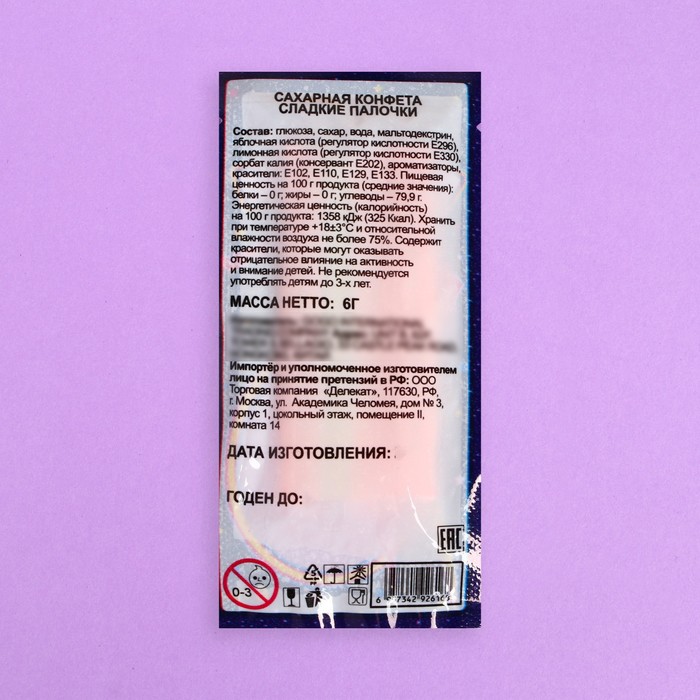 САХАРНАЯ КОНФЕТА
СЛАДКИЕ ПАЛОЧКИ
Состав: глюкоза, сахар, вода, мальтодекстрин,
яблочная кислота (регулятор кислотности Е296),
лимонная кислота (регулятор кислотности Е330),
сорбат калия (консервант Е202), ароматизаторы,
красители: Е102, Е110, Е129, Е133. Пищевая
ценность на 100 г продукта (средние значения):
белки – 0 г; жиры – 0 г; углеводы – 79,9 г.
Энергетическая ценность (калорийность)
на 100 г продукта: 1358 кДж (325 Ккал). Хранить
при температуре +18±3°С и относительной
влажности воздуха не более 75%. Содержит
красители, которые могут оказывать
отрицательное влияние на активность
и внимание детей. Не рекомендуется
употреблять детям до 3-х лет.
МАССА НЕТТО: 6Г
Импортёр и уполномоченное изготовителем
лицо на принятие претензий в РФ: ООО
Торговая компания «Делекат», 117630, РФ,
г. Москва, ул. Академика Челомея, дом № 3,
корпус 1, цокольный этаж, помещение II,
комната 14
ДАТА ИЗГОТОВЛЕНИЯ:
ГОДЕН ДО:
EAC
0-3